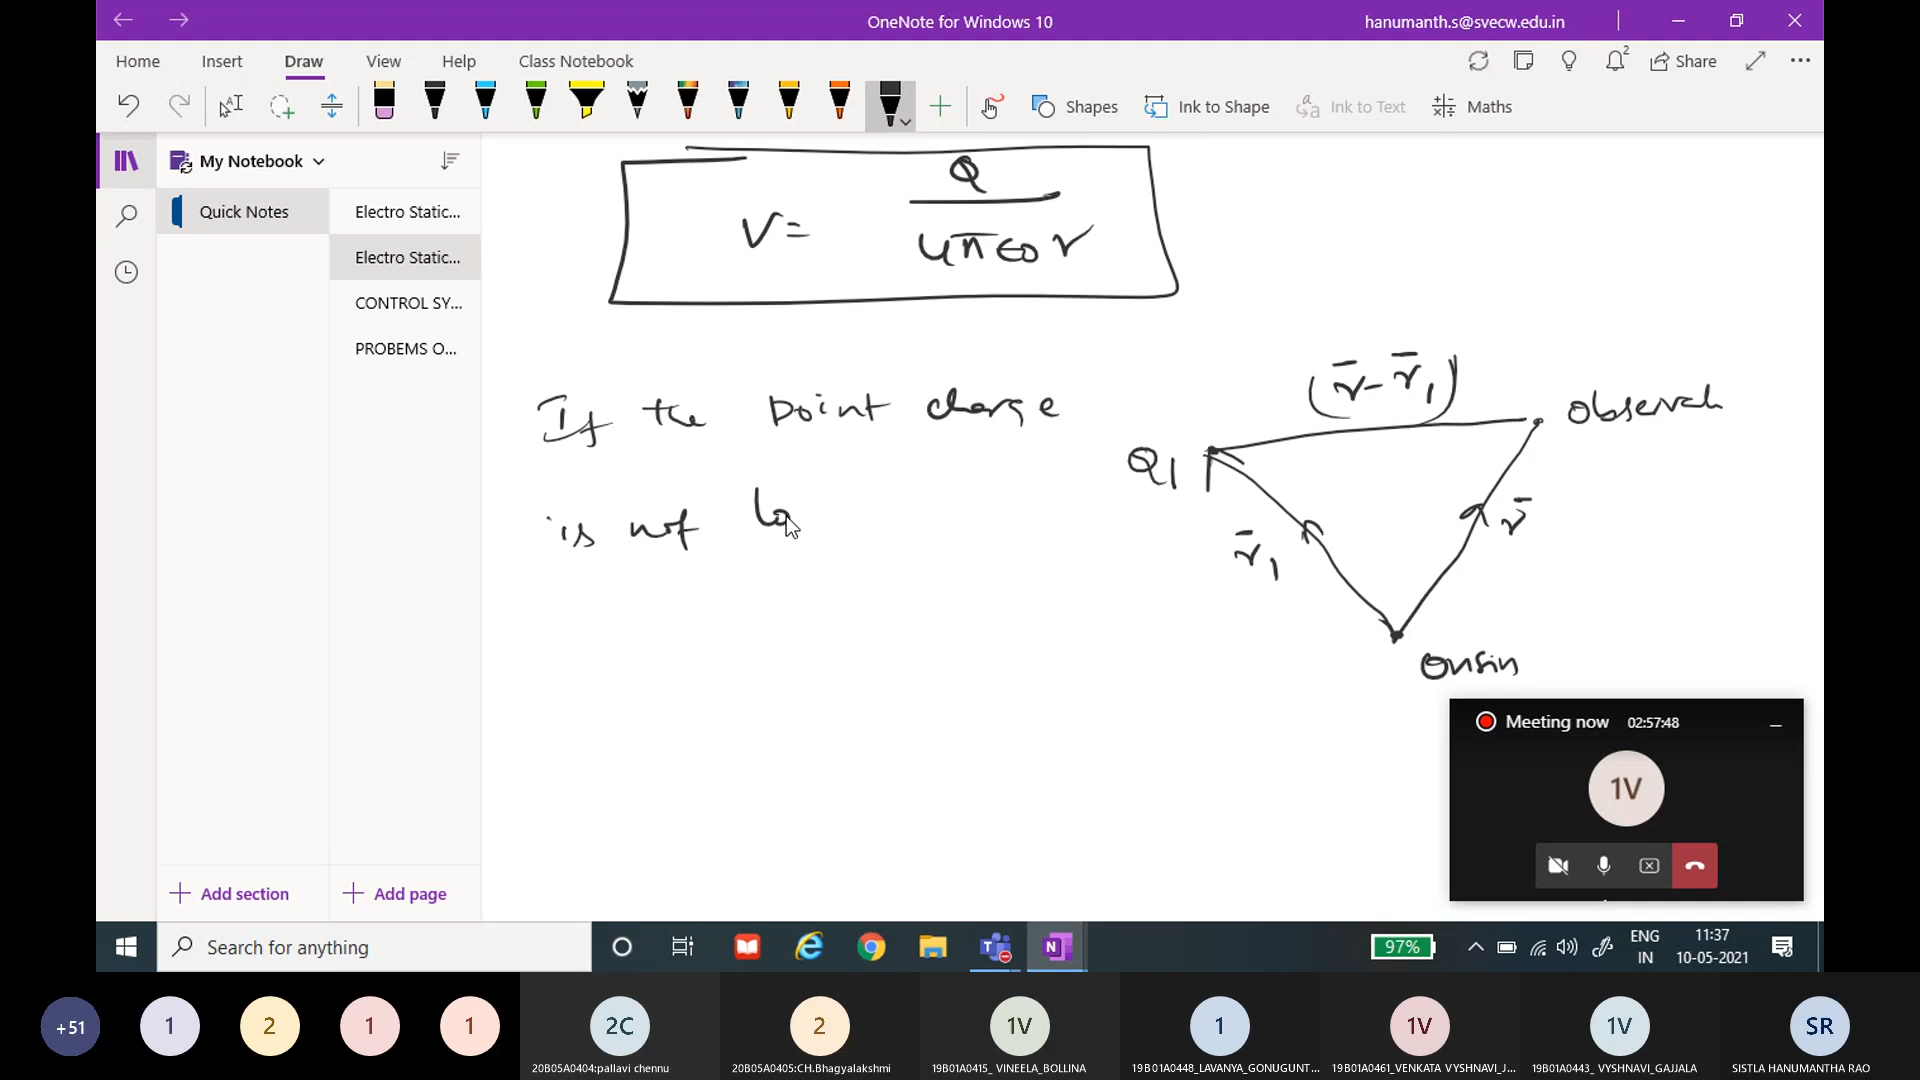 OneNote for Windows 10
hanumanth.s@svecw.edu.in
Home Insert Draw View Help Class Notebook
2
Share
Shapes Ink to Shape Ink to Text Maths
My Notebook
Quick Notes
Electro Static...
Electro Static...
CONTROL SY...
PROBEMS O...
V = Q
4π ϵ0 r
If the point charge
is not lo
(r̄ - r̄1)
Q1
r̄1
r̄
Origin
Meeting now 02:57:48
1V
Add section
Add page
Search for anything
97%
ENG
IN
11:37
10-05-2021
+51
1
2
1
1
2C
2
1V
1
1V
1V
SR
20B05A0404:pallavi chennu
20B05A0405:CH.Bhagyalakshmi
19B01A0415_ VINEELA_BOLLINA
19B01A0448_LAVANYA_GONUGUNT...
19B01A0461_VENKATA VYSHNAVI_J...
19B01A0443_ VYSHNAVI_GAJJALA
SISTLA HANUMANTHA RAO